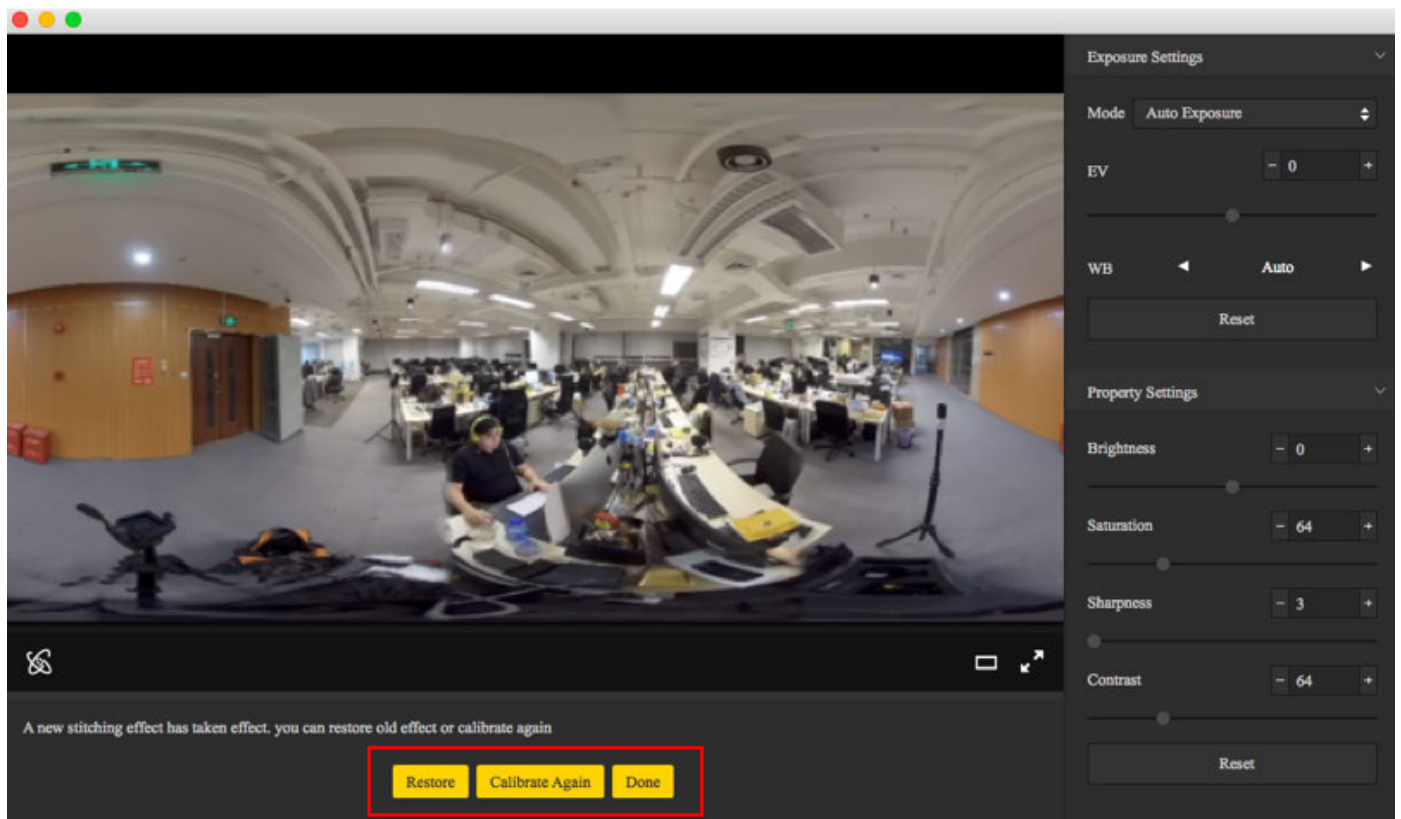 Exposure Settings
Mode Auto Exposure
EV - 0 +
WB Auto
Reset
Property Settings
Brightness - 0 +
Saturation - 64 +
Sharpness - 3 +
Contrast - 64 +
Reset
A new stitching effect has taken effect. you can restore old effect or calibrate again
Restore Calibrate Again Done